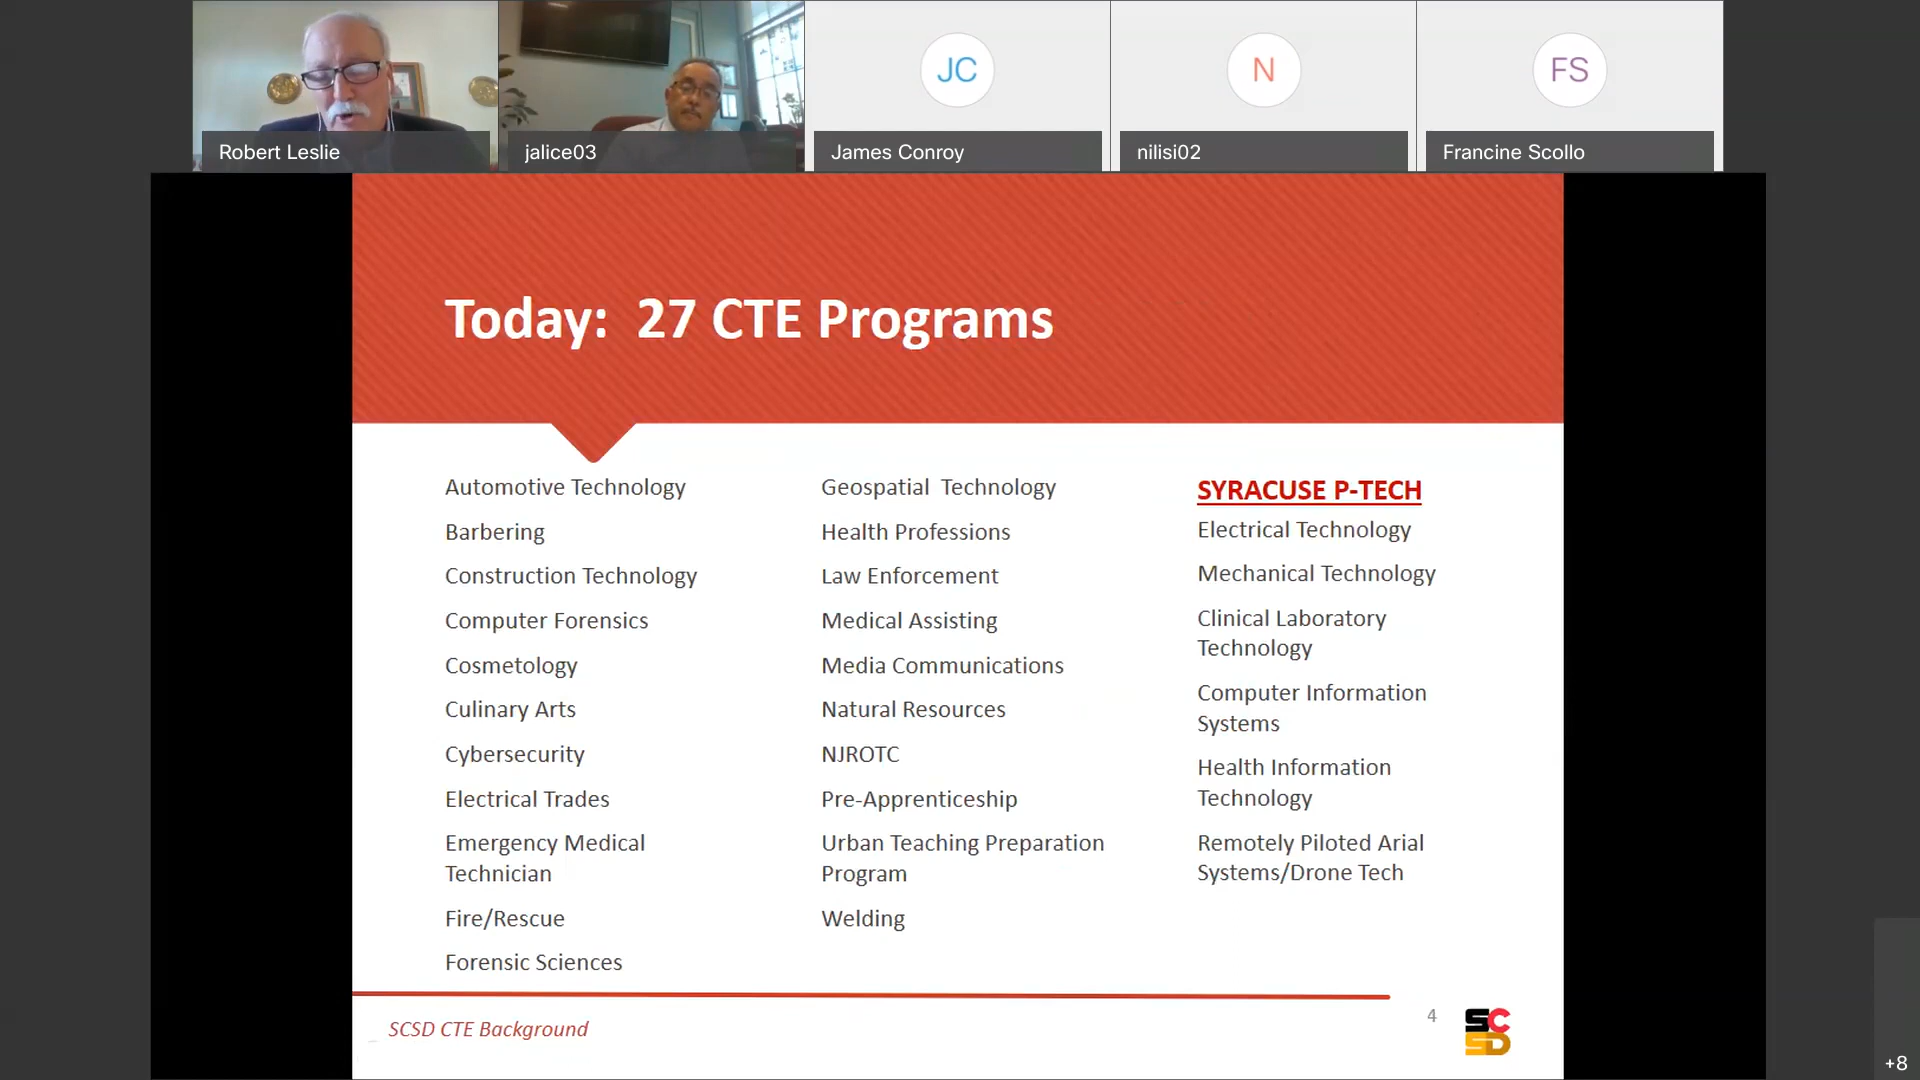 Robert Leslie
jalice03
JC
James Conroy
N
nilisi02
FS
Francine Scollo
Today: 27 CTE Programs
Automotive Technology
Barbering
Construction Technology
Computer Forensics
Cosmetology
Culinary Arts
Cybersecurity
Electrical Trades
Emergency Medical
Technician
Fire/Rescue
Forensic Sciences
Geospatial Technology
Health Professions
Law Enforcement
Medical Assisting
Media Communications
Natural Resources
NJROTC
Pre-Apprenticeship
Urban Teaching Preparation
Program
Welding
SYRACUSE P-TECH
Electrical Technology
Mechanical Technology
Clinical Laboratory
Technology
Computer Information
Systems
Health Information
Technology
Remotely Piloted Arial
Systems/Drone Tech
SCSD CTE Background
4
SC
SD
+8